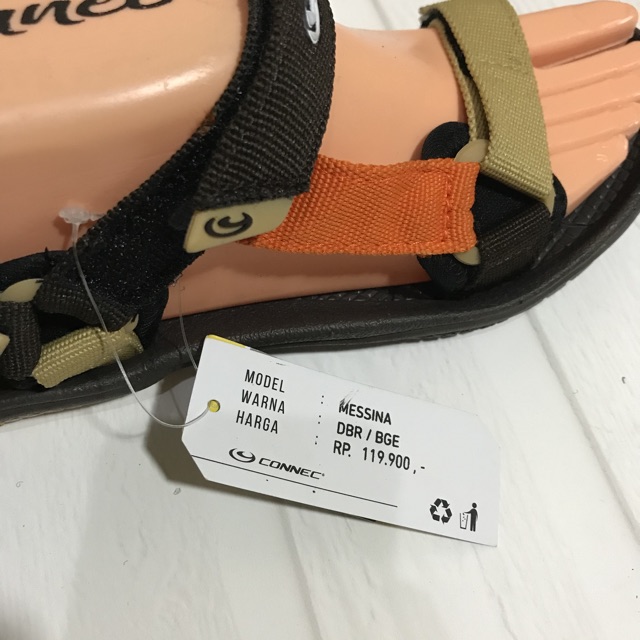 MODEL : MESSINA
WARNA : DBR / BGE
HARGA : RP. 119.900,-
CONNEC